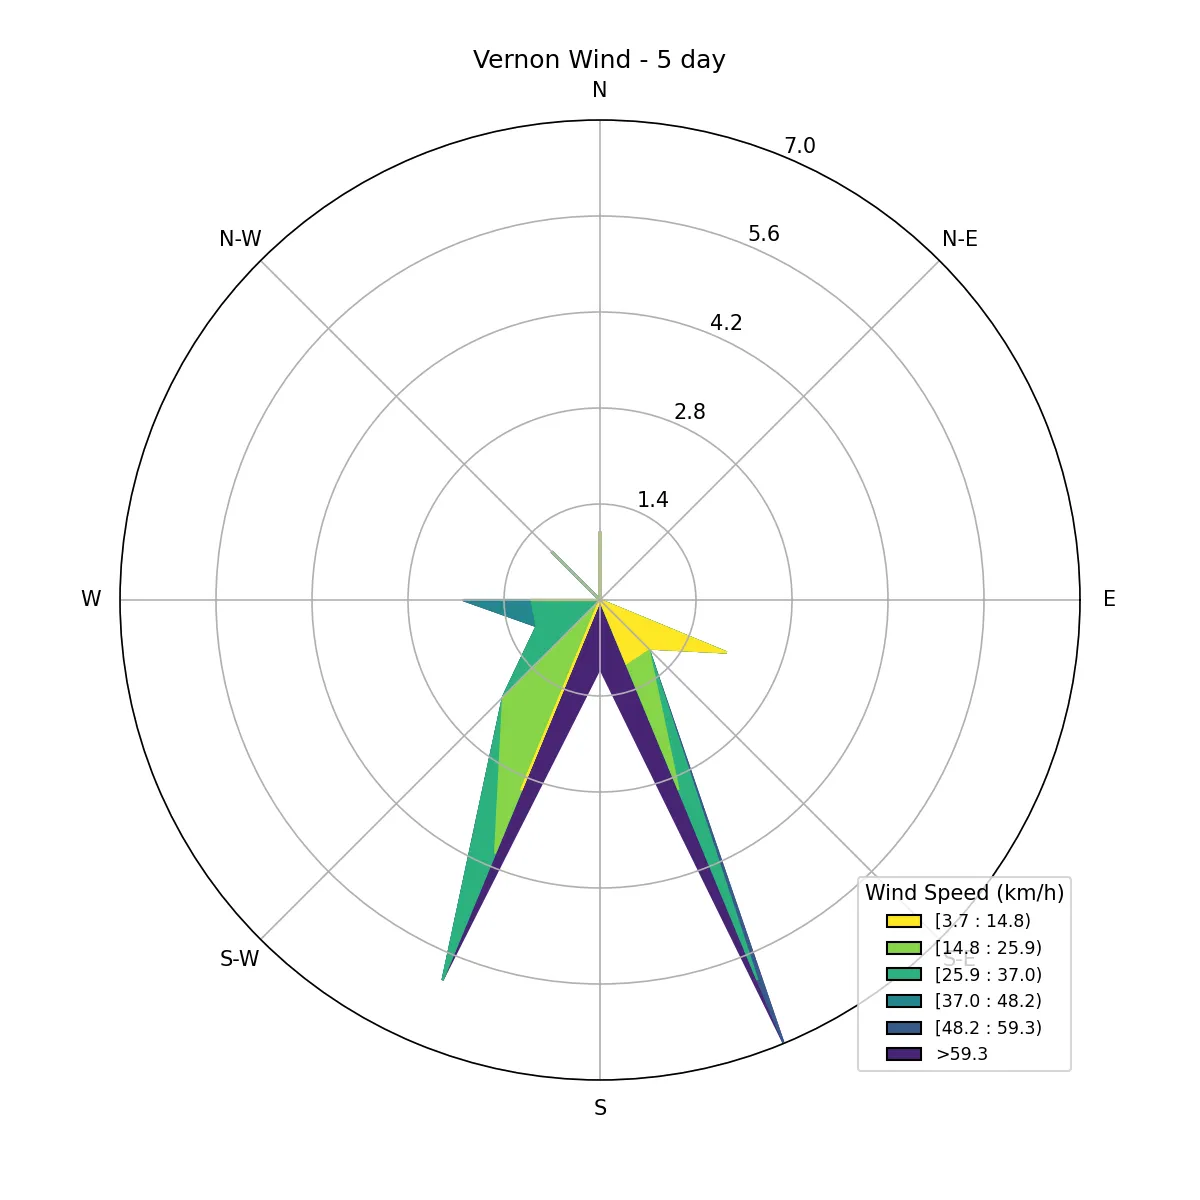 Vernon Wind - 5 day
N
7.0
N-W
5.6
N-E
4.2
2.8
1.4
W
E
Wind Speed (km/h)
[3.7 : 14.8)
[14.8 : 25.9)
S-W
S-E
[25.9 : 37.0)
[37.0 : 48.2)
[48.2 : 59.3)
>59.3
S